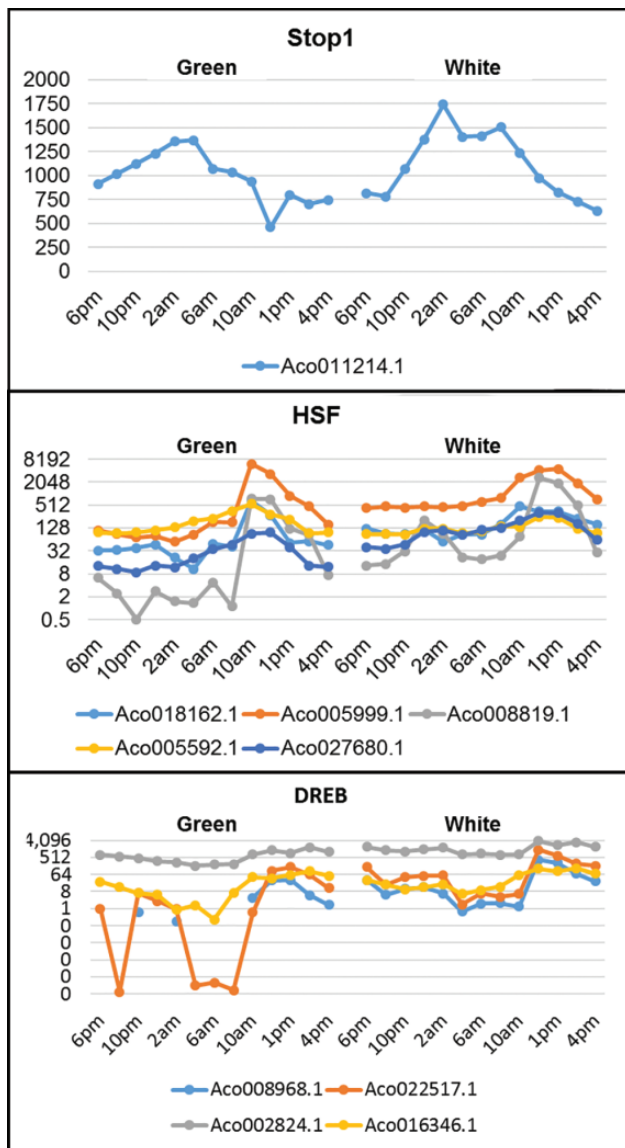 Stop1
Green White
2000
1750
1500
1250
1000
750
500
250
0
6pm 10pm 2am 6am 10am 1pm 4pm 6pm 10pm 2am 6am 10am 1pm 4pm
Aco011214.1
HSF
Green White
8192
2048
512
128
32
8
2
0.5
6pm 10pm 2am 6am 10am 1pm 4pm 6pm 10pm 2am 6am 10am 1pm 4pm
Aco018162.1 Aco005999.1 Aco008819.1
Aco005592.1 Aco027680.1
DREB
Green White
4,096
512
64
8
1
0
0
0
0
0
6pm 10pm 2am 6am 10am 1pm 4pm 6pm 10pm 2am 6am 10am 1pm 4pm
Aco008968.1 Aco022517.1
Aco002824.1 Aco016346.1